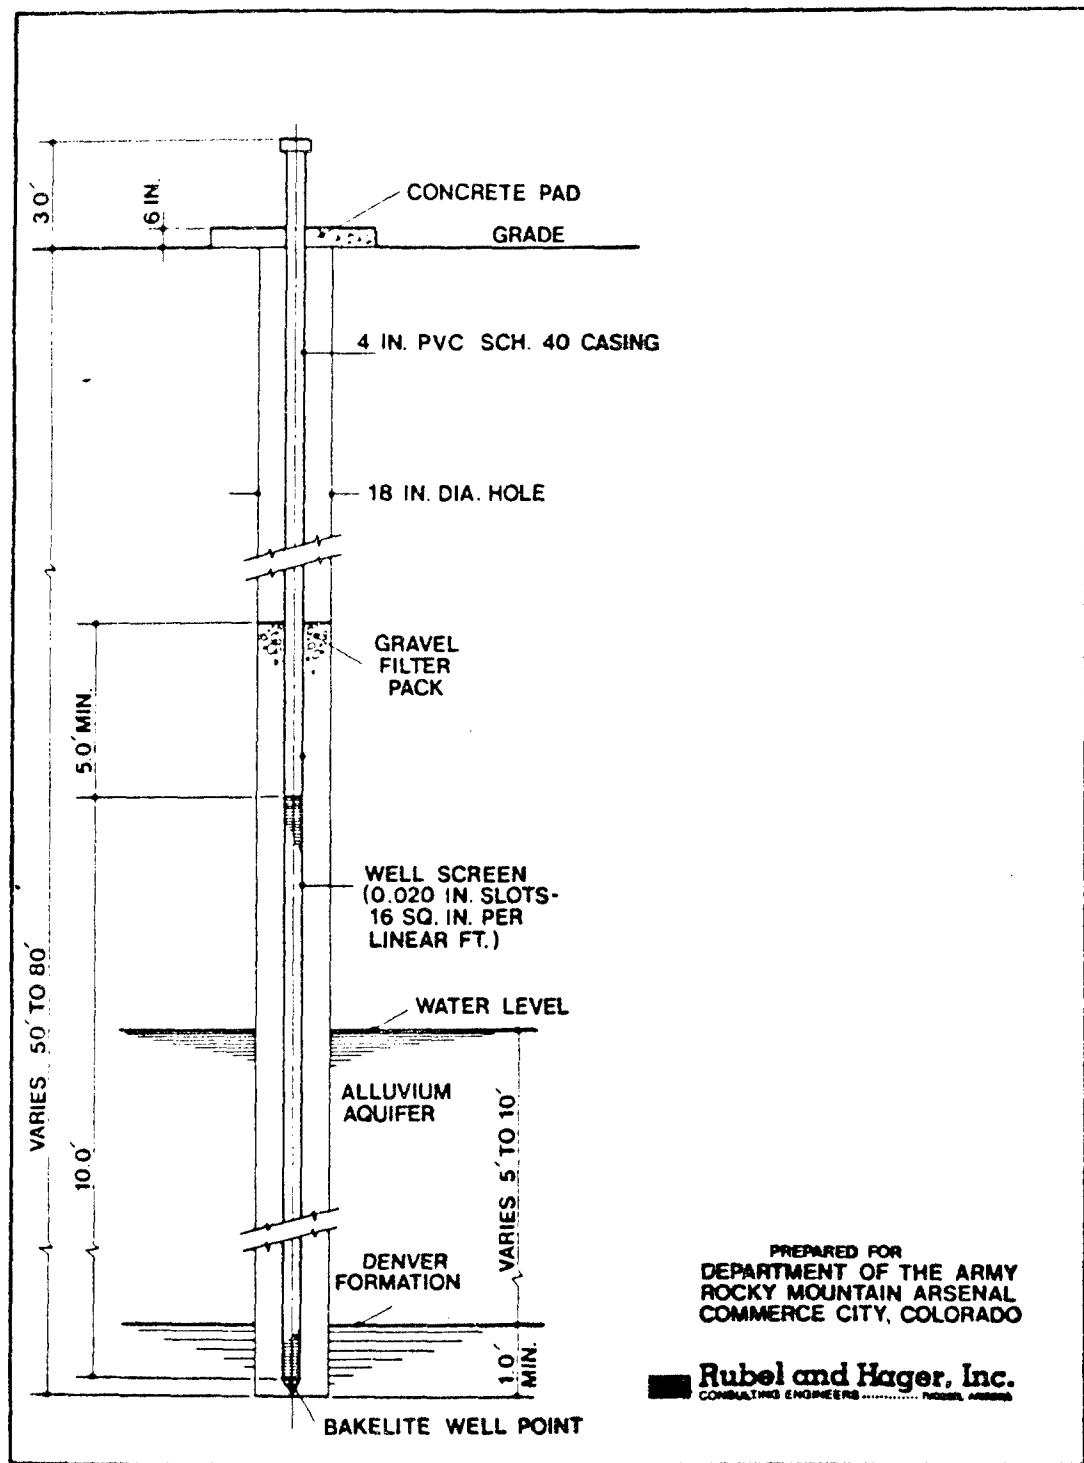 3.0'
6 IN.
CONCRETE PAD
GRADE
4 IN. PVC SCH. 40 CASING
18 IN. DIA. HOLE
GRAVEL
FILTER
PACK
5.0' MIN.
WELL SCREEN
(0.020 IN. SLOTS-
16 SQ. IN. PER
LINEAR FT.)
WATER LEVEL
VARIES 50' TO 80'
ALLUVIUM
AQUIFER
10.0'
VARIES 5' TO 10'
DENVER
FORMATION
1.0'
MIN.
BAKELITE WELL POINT
PREPARED FOR
DEPARTMENT OF THE ARMY
ROCKY MOUNTAIN ARSENAL
COMMERCE CITY, COLORADO
Rubel and Hager, Inc.
CONSULTING ENGINEERS